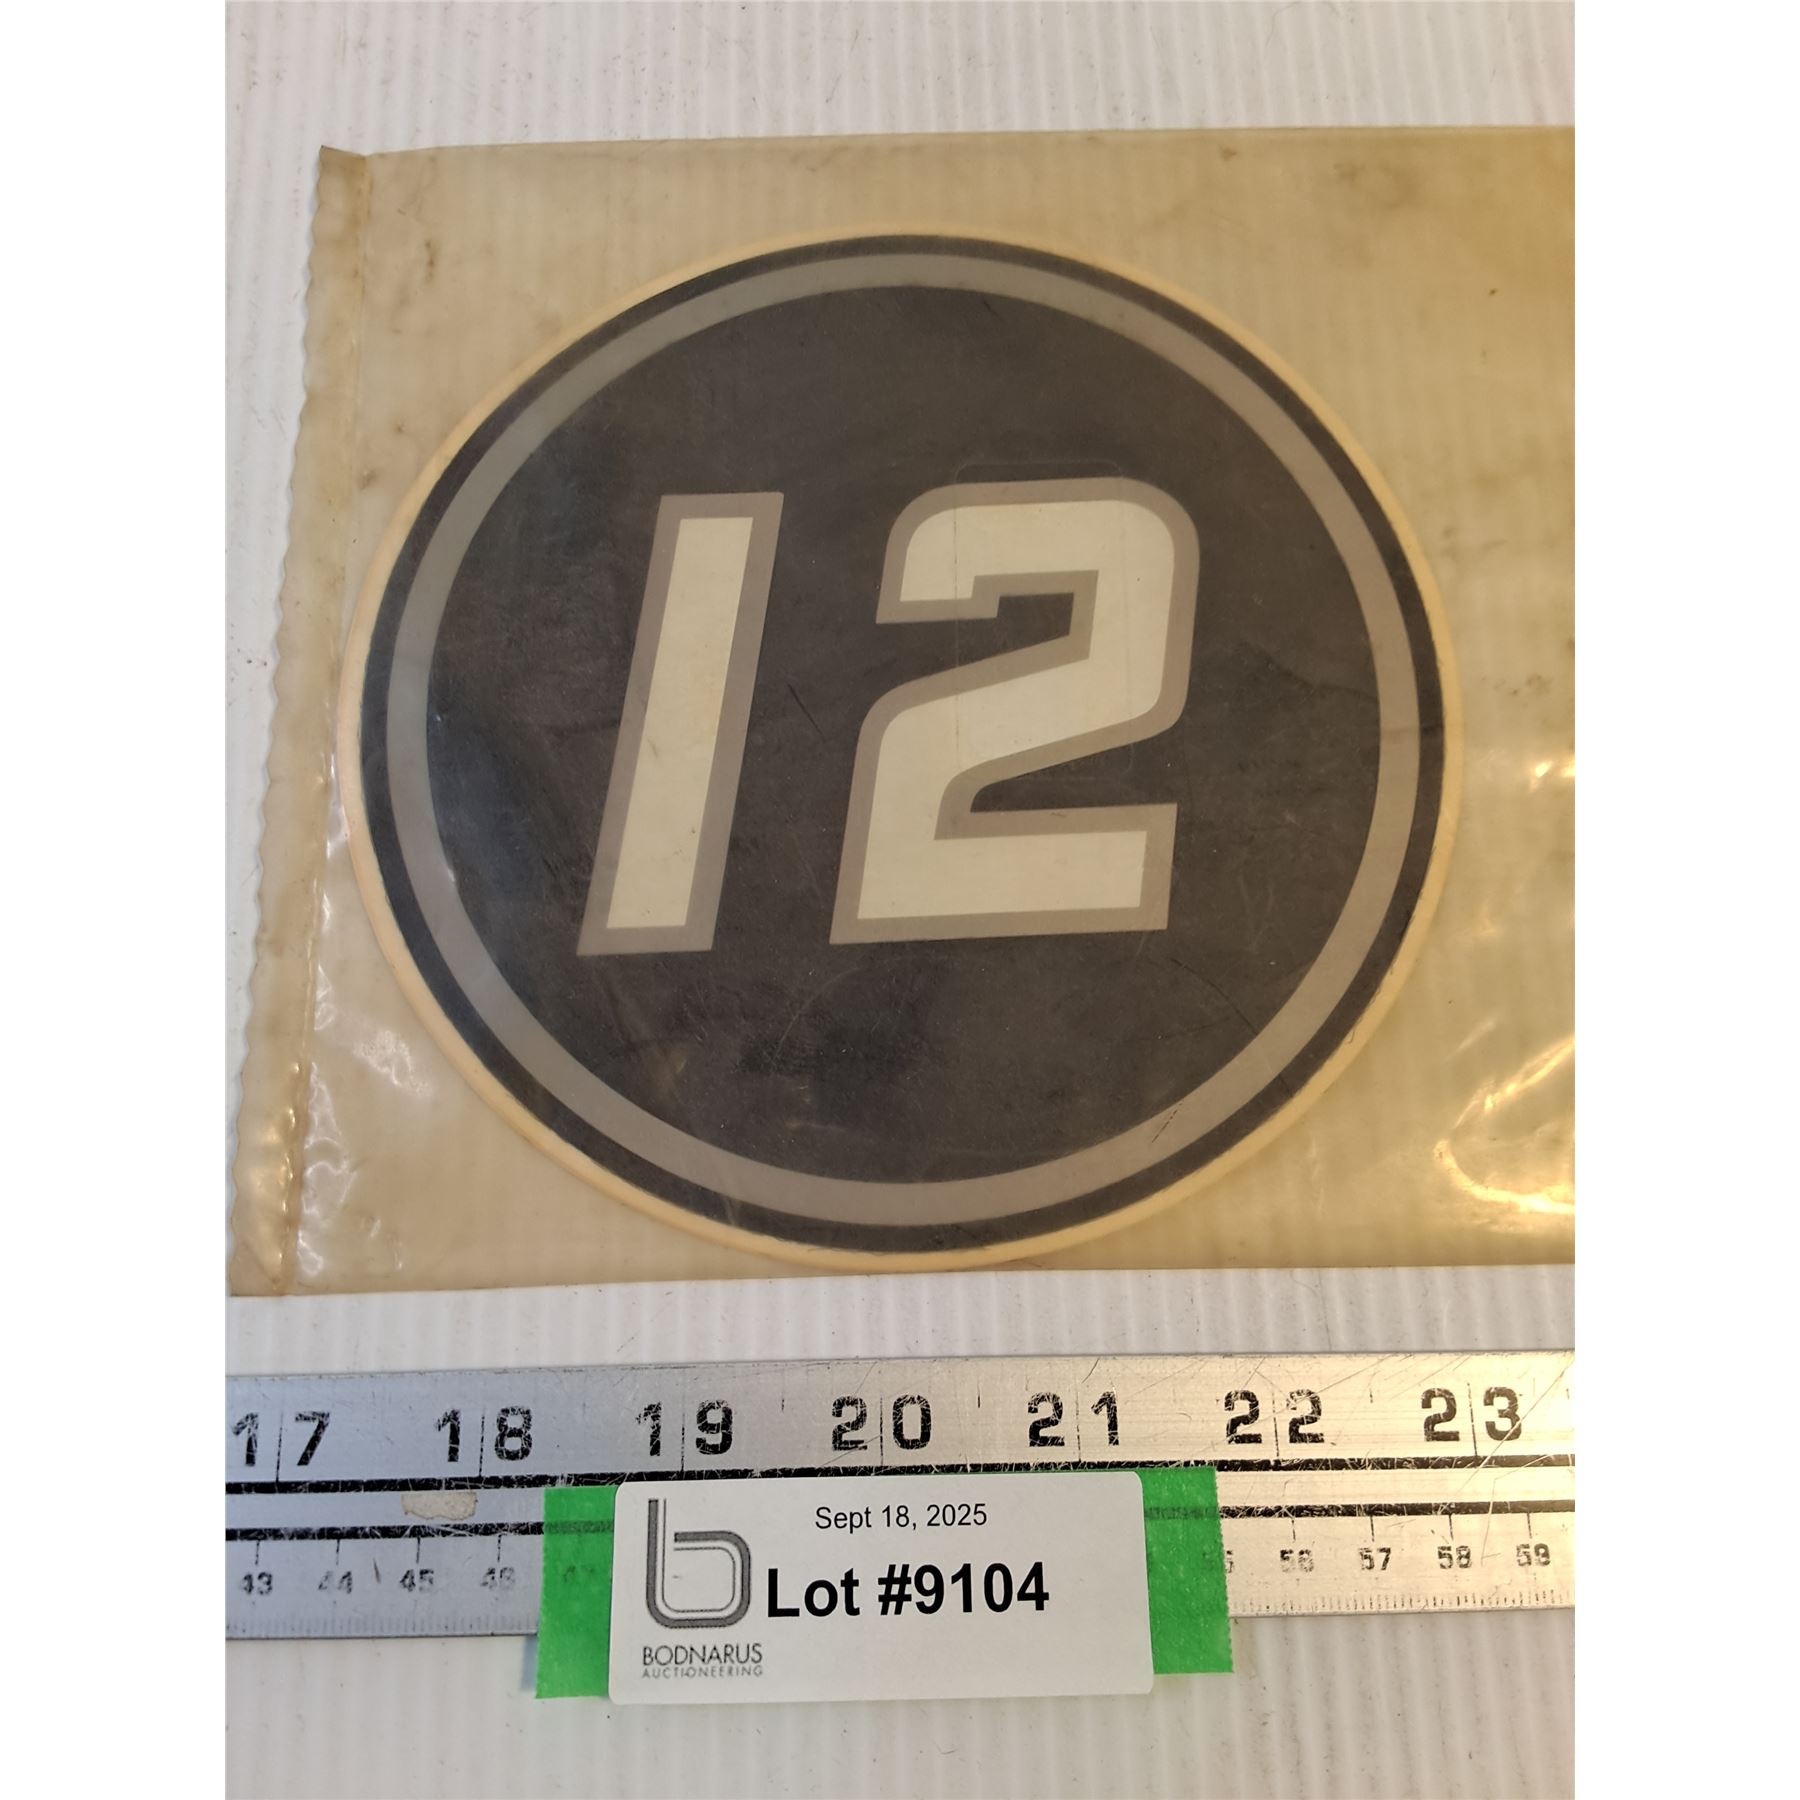 12
17 18 19 20 21 22 23
43 44 45 46 47 56 57 58 59
Sept 18, 2025
Lot #9104
b
BODNARUS
AUCTIONEERING